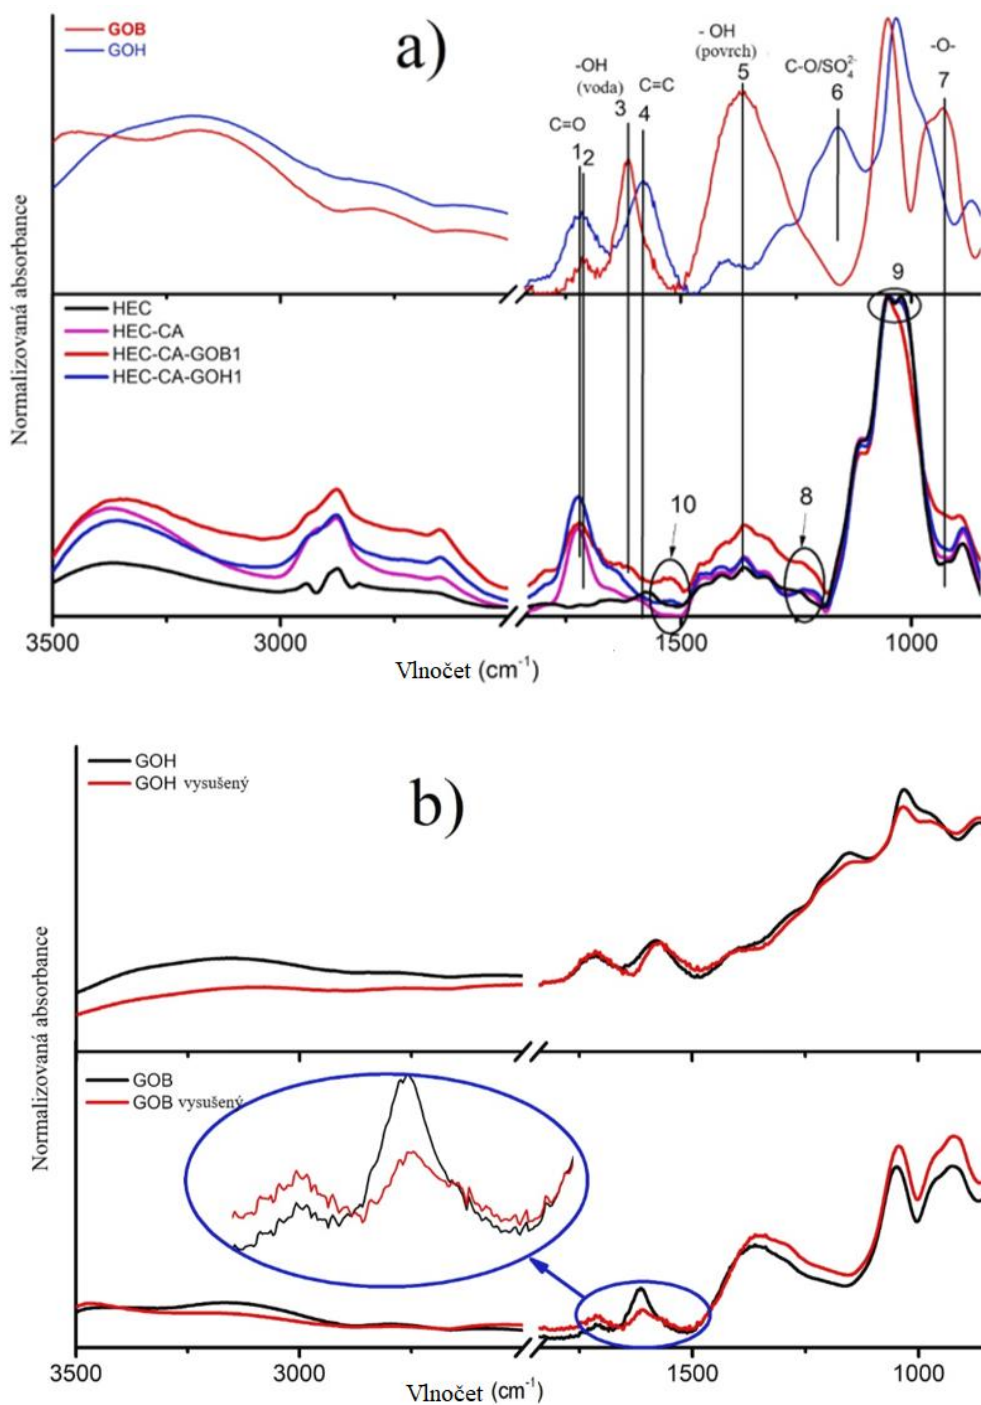 GOB
GOH
a)
- OH
(povrch)
-O-
-OH
(voda)
C=C
C-O/SO₄²⁻
C=O
1 2
3
4
5
6
7
9
Normalizovaná absorbance
HEC
HEC-CA
HEC-CA-GOB1
HEC-CA-GOH1
10
8
3500 3000 1500 1000
Vlnočet (cm⁻¹)
GOH
GOH vysušený
b)
Normalizovaná absorbance
GOB
GOB vysušený
3500 3000 1500 1000
Vlnočet (cm⁻¹)